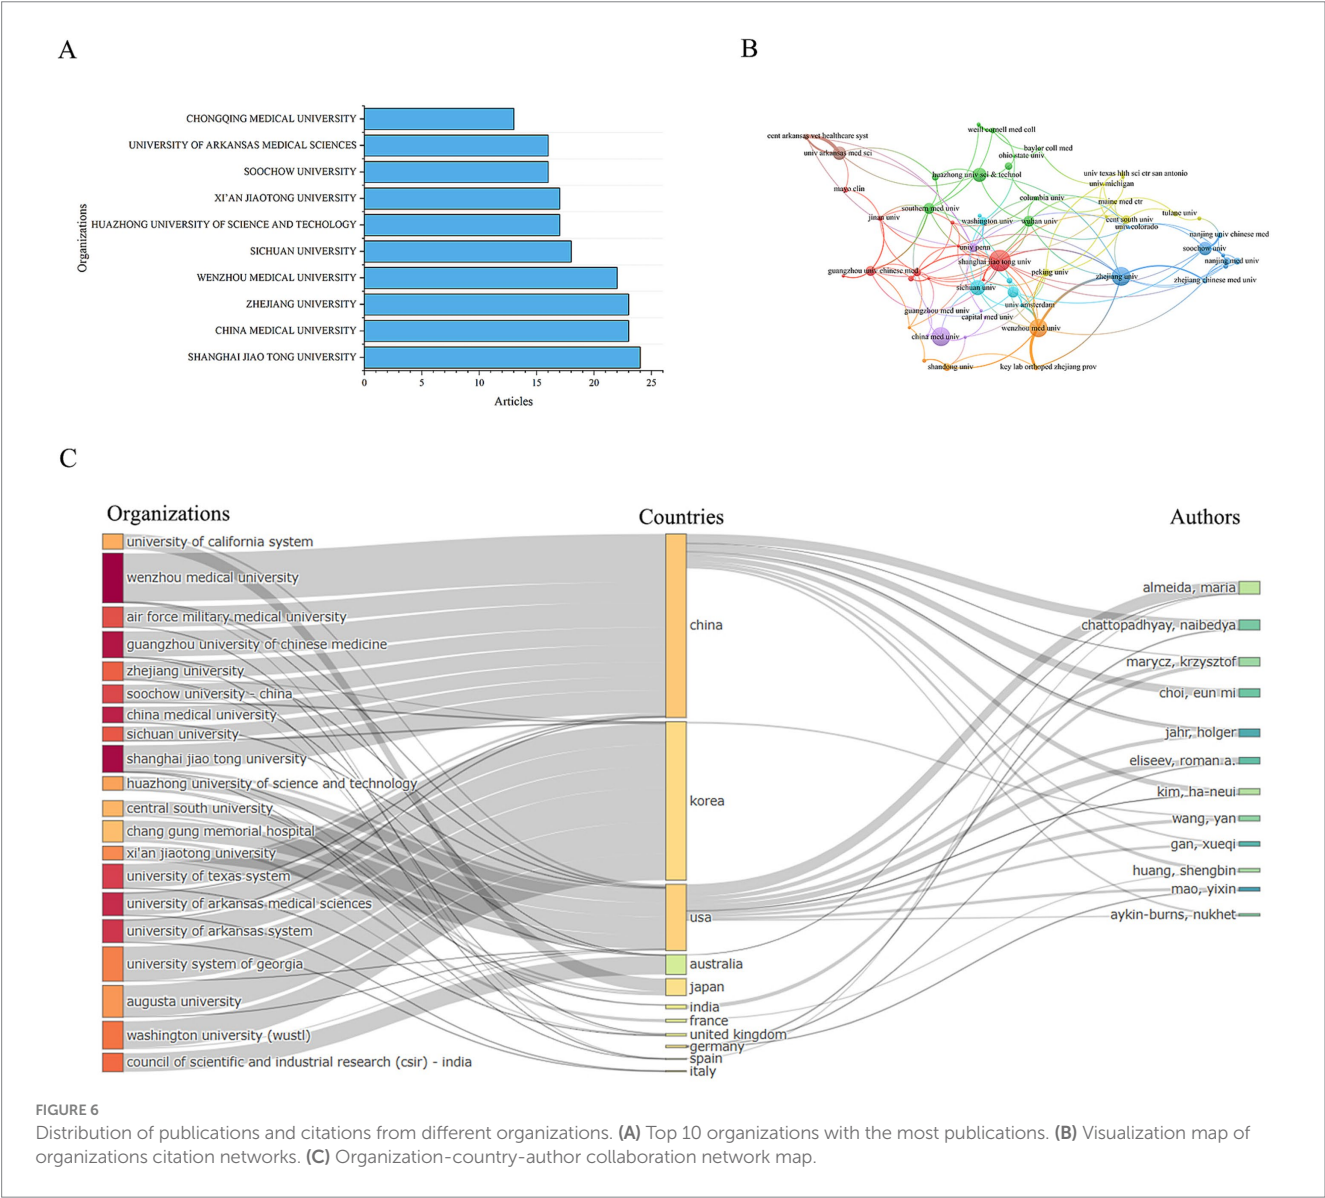 A
Organizations
CHONGQING MEDICAL UNIVERSITY
UNIVERSITY OF ARKANSAS MEDICAL SCIENCES
SOOCHOW UNIVERSITY
XI'AN JIAOTONG UNIVERSITY
HUAZHONG UNIVERSITY OF SCIENCE AND TECHOLOGY
SICHUAN UNIVERSITY
WENZHOU MEDICAL UNIVERSITY
ZHEJIANG UNIVERSITY
CHINA MEDICAL UNIVERSITY
SHANGHAI JIAO TONG UNIVERSITY
0 5 10 15 20 25
Articles
B
weill cornell med coll
cent arkansas vet healthcare syst
baylor coll med
univ arkansas med sci
ohio state univ
huazhong univ sci & technol
univ texas hlth sci ctr san antonio
univ michigan
mayo clin
columbia univ
maine med ctr
southern med univ
tulane univ
jinan univ
washington univ
wuhan univ
cent south univ
univ colorado
nanjing univ chinese med
univ penn
soochow univ
shanghai jiao tong univ
nanjing med univ
guangzhou univ chinese med
peking univ
zhejiang univ
zhejiang chinese med univ
sichuan univ
univ amsterdam
guangzhou med univ
capital med univ
wenzhou med univ
china med univ
shandong univ
key lab orthoped zhejiang prov
C
Organizations
university of california system
wenzhou medical university
air force military medical university
guangzhou university of chinese medicine
zhejiang university
soochow university - china
china medical university
sichuan university
shanghai jiao tong university
huazhong university of science and technology
central south university
chang gung memorial hospital
xi'an jiaotong university
university of texas system
university of arkansas medical sciences
university of arkansas system
university system of georgia
augusta university
washington university (wustl)
council of scientific and industrial research (csir) - india
Countries
china
korea
usa
australia
japan
india
france
united kingdom
germany
spain
italy
Authors
almeida, maria
chattopadhyay, naibedya
marycz, krzysztof
choi, eun mi
jahr, holger
eliseev, roman a.
kim, ha-neui
wang, yan
gan, xueqi
huang, shengbin
mao, yixin
aykin-burns, nukhet
FIGURE 6
Distribution of publications and citations from different organizations. (A) Top 10 organizations with the most publications. (B) Visualization map of
organizations citation networks. (C) Organization-country-author collaboration network map.